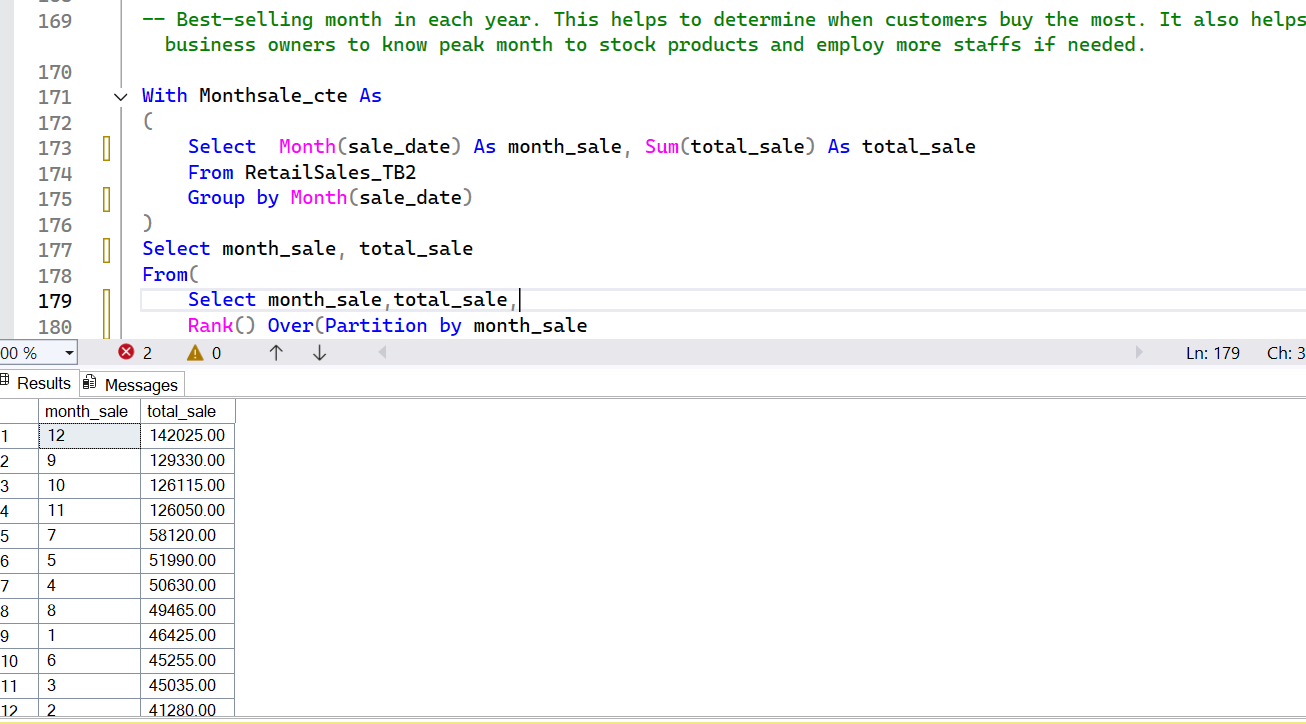 169 -- Best-selling month in each year. This helps to determine when customers buy the most. It also helps
business owners to know peak month to stock products and employ more staffs if needed.
170
171 With Monthsale_cte As
172 (
173 Select  Month(sale_date) As month_sale, Sum(total_sale) As total_sale
174 From RetailSales_TB2
175 Group by Month(sale_date)
176 )
177 Select month_sale, total_sale
178 From(
179 Select month_sale,total_sale,
180 Rank() Over(Partition by month_sale
00 % 2 0 Ln: 179 Ch: 3
Results Messages
month_sale total_sale
1 12 142025.00
2 9 129330.00
3 10 126115.00
4 11 126050.00
5 7 58120.00
6 5 51990.00
7 4 50630.00
8 8 49465.00
9 1 46425.00
10 6 45255.00
11 3 45035.00
12 2 41280.00